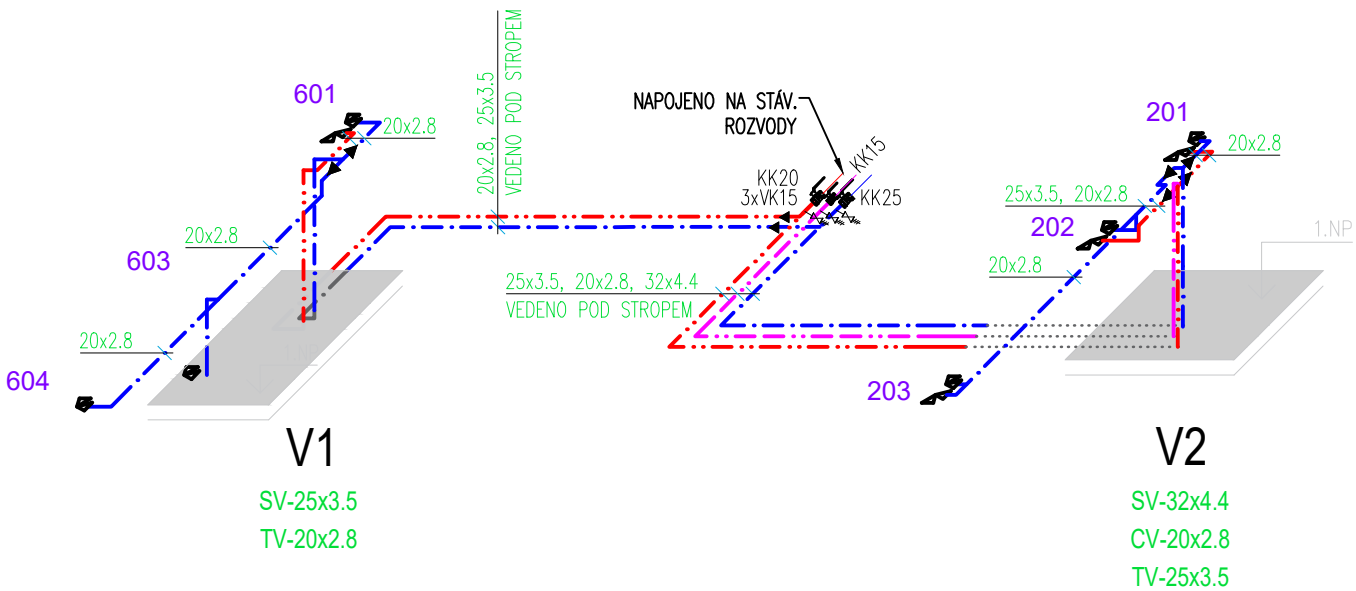 601
20x2.8
20x2.8, 25x3.5
VEDENO POD STROPEM
NAPOJENO NA STÁV.
ROZVODY
KK15
KK20
3xVK15
KK25
201
20x2.8
25x3.5, 20x2.8
202
1.NP
20x2.8
603
20x2.8
25x3.5, 20x2.8, 32x4.4
VEDENO POD STROPEM
20x2.8
604
1.NP
203
V1
SV-25x3.5
TV-20x2.8
V2
SV-32x4.4
CV-20x2.8
TV-25x3.5